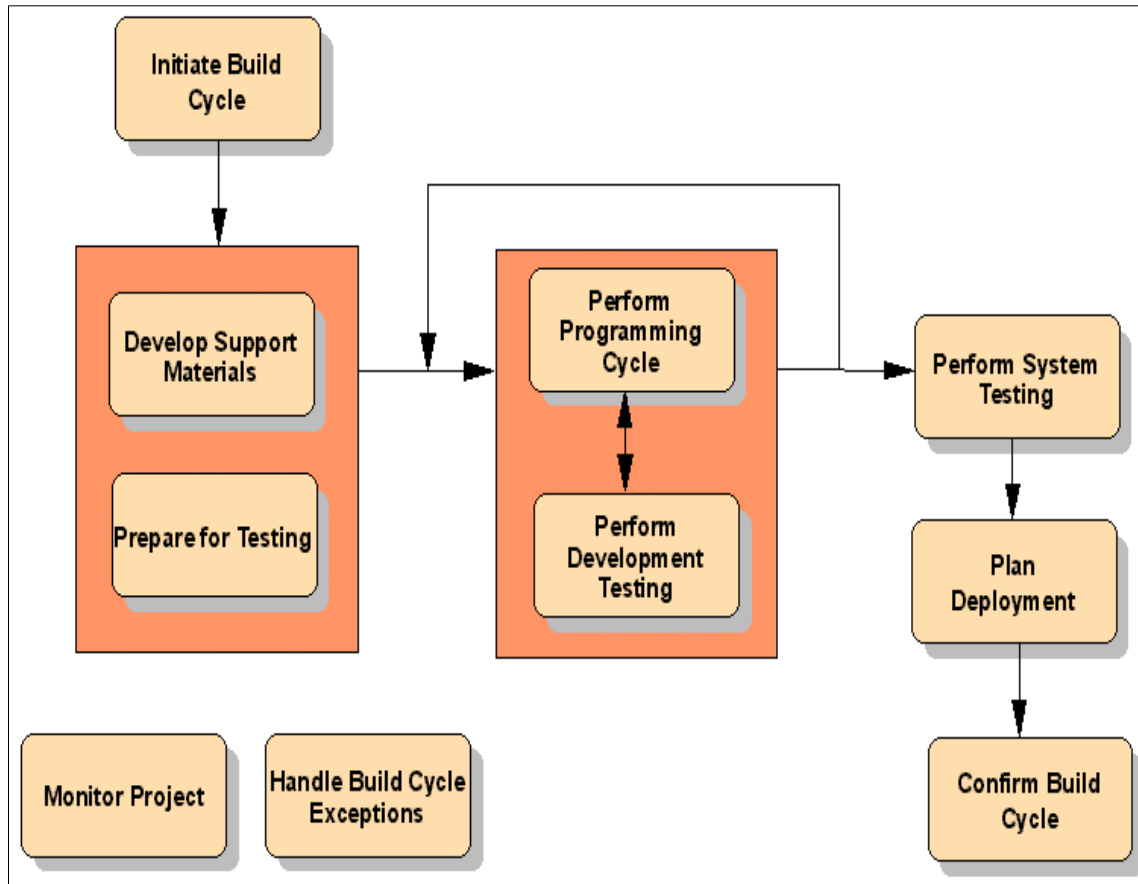 Initiate Build
Cycle
Develop Support
Materials
Prepare for Testing
Perform
Programming
Cycle
Perform
Development
Testing
Perform System
Testing
Plan
Deployment
Confirm Build
Cycle
Monitor Project
Handle Build Cycle
Exceptions